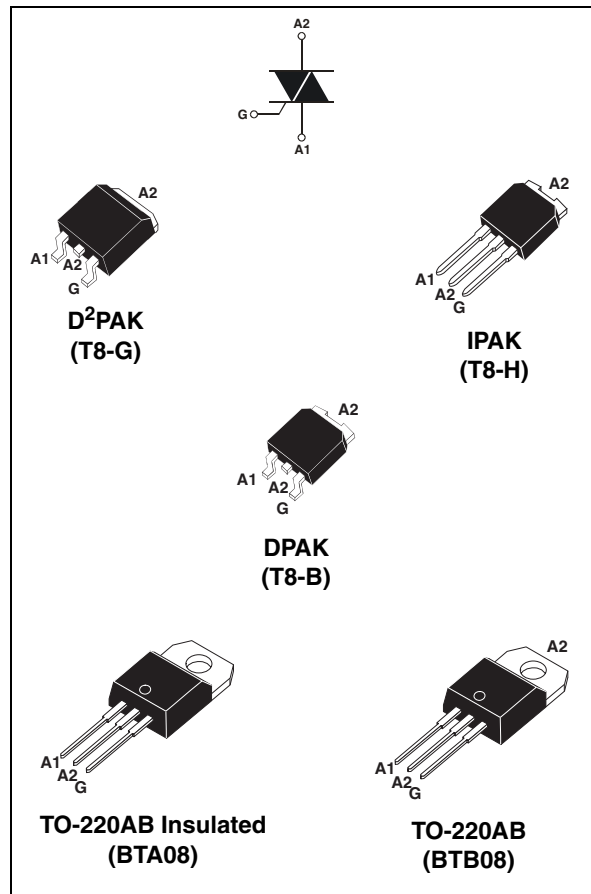 A2
G
A1
A2
A1
A2
G
D²PAK
(T8-G)
A2
A1
A2
G
IPAK
(T8-H)
A2
A1
A2
G
DPAK
(T8-B)
A1
A2
G
TO-220AB Insulated
(BTA08)
A2
A1
A2
G
TO-220AB
(BTB08)